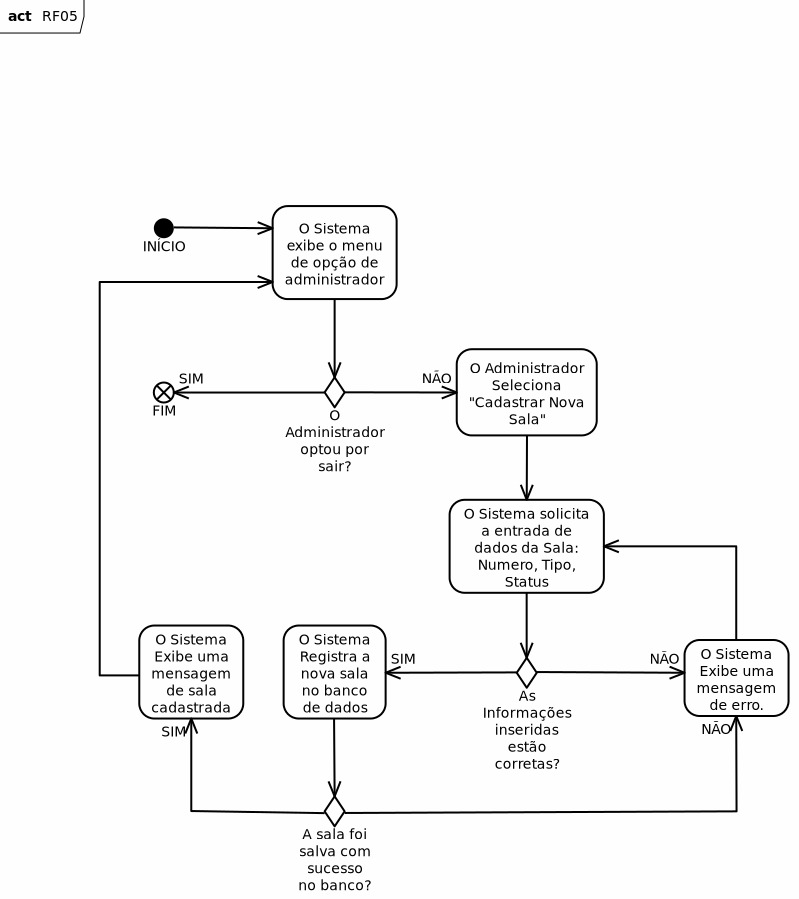 act RF05
O Sistema
exibe o menu
de opção de
administrador
INÍCIO
SIM
NÃO
FIM
O
Administrador
optou por
sair?
O Administrador
Seleciona
"Cadastrar Nova
Sala"
O Sistema solicita
a entrada de
dados da Sala:
Numero, Tipo,
Status
O Sistema
Exibe uma
mensagem
de sala
cadastrada
O Sistema
Registra a
nova sala
no banco
de dados
SIM
NÃO
O Sistema
Exibe uma
mensagem
de erro.
As
Informações
inseridas
estão
corretas?
SIM
NÃO
A sala foi
salva com
sucesso
no banco?